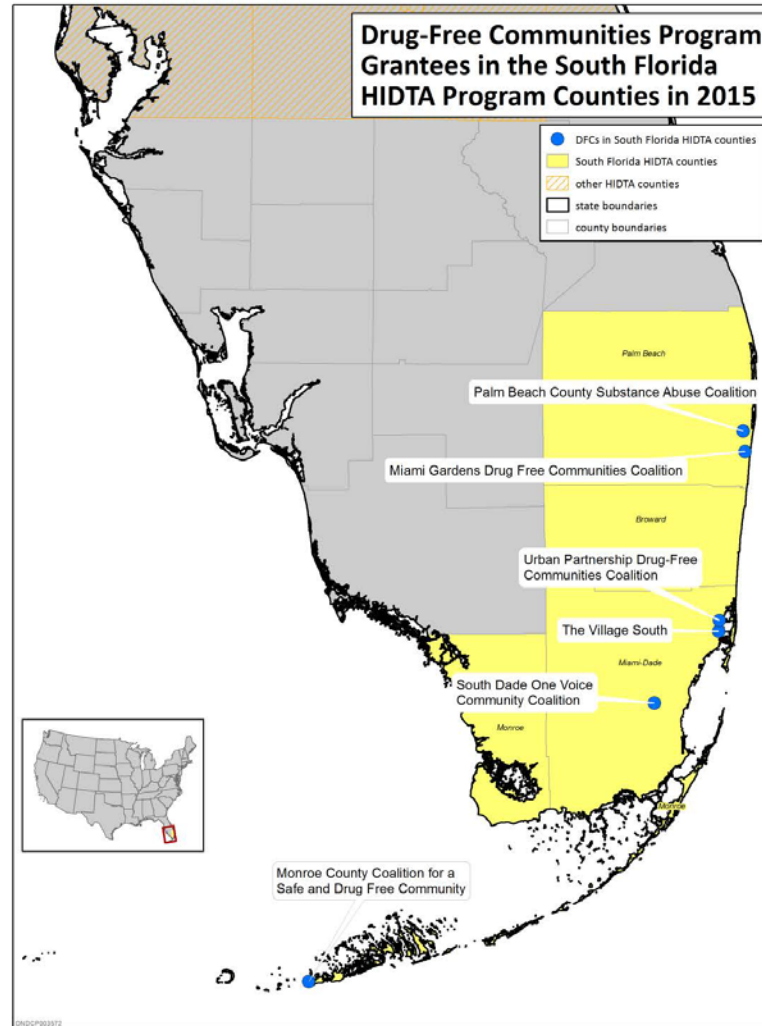 Drug-Free Communities Program
Grantees in the South Florida
HIDTA Program Counties in 2015
DFCs in South Florida HIDTA counties
South Florida HIDTA counties
other HIDTA counties
state boundaries
county boundaries
Palm Beach
Palm Beach County Substance Abuse Coalition
Miami Gardens Drug Free Communities Coalition
Broward
Urban Partnership Drug-Free
Communities Coalition
The Village South
Miami-Dade
South Dade One Voice
Community Coalition
Monroe
Monroe
Monroe County Coalition for a
Safe and Drug Free Community
ONDCP003572